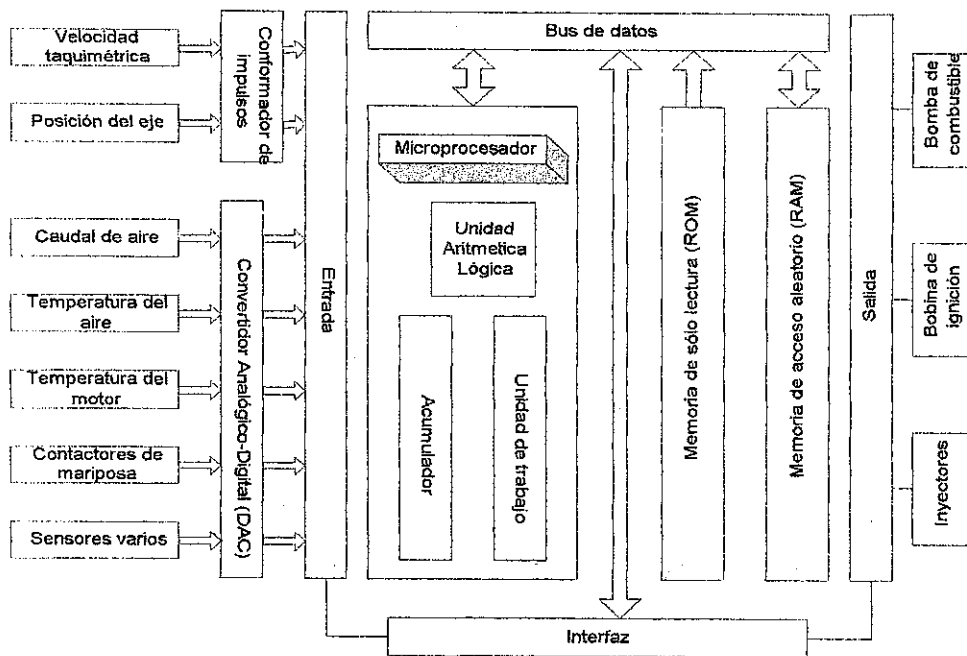 Velocidad
taquimétrica
Posición del eje
Conformador de
impulsos
Caudal de aire
Temperatura del
aire
Temperatura del
motor
Contactores de
mariposa
Sensores varios
Convertidor Analógico-Digital (DAC)
Entrada
Bus de datos
Microprocesador
Unidad
Aritmetica
Lógica
Acumulador
Unidad de trabajo
Memoria de sólo lectura (ROM)
Memoria de acceso aleatorio (RAM)
Interfaz
Salida
Bomba de
combustible
Bobina de
ignición
Inyectores